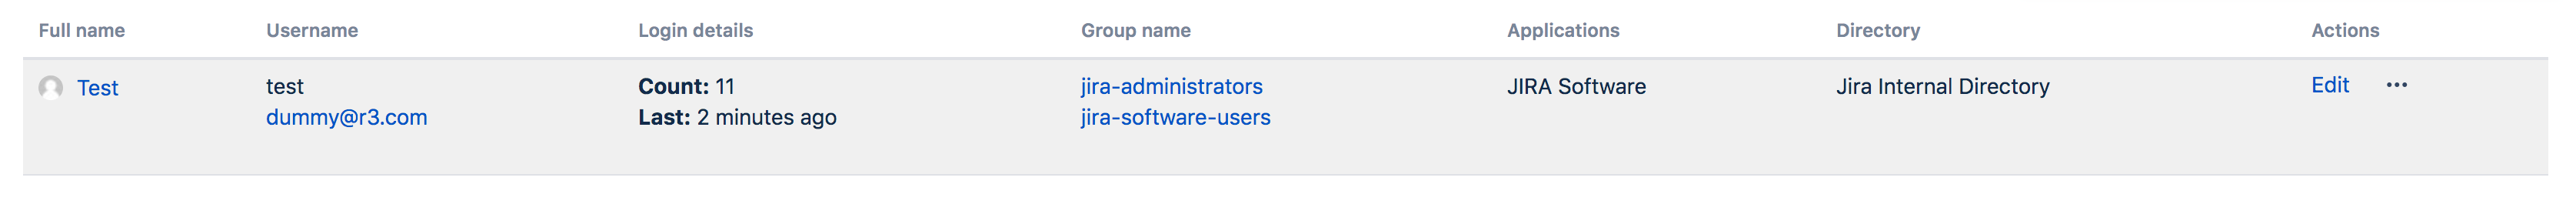 Full name Username Login details Group name Applications Directory Actions
Test test Count: 11 jira-administrators JIRA Software Jira Internal Directory Edit •••
dummy@r3.com Last: 2 minutes ago jira-software-users